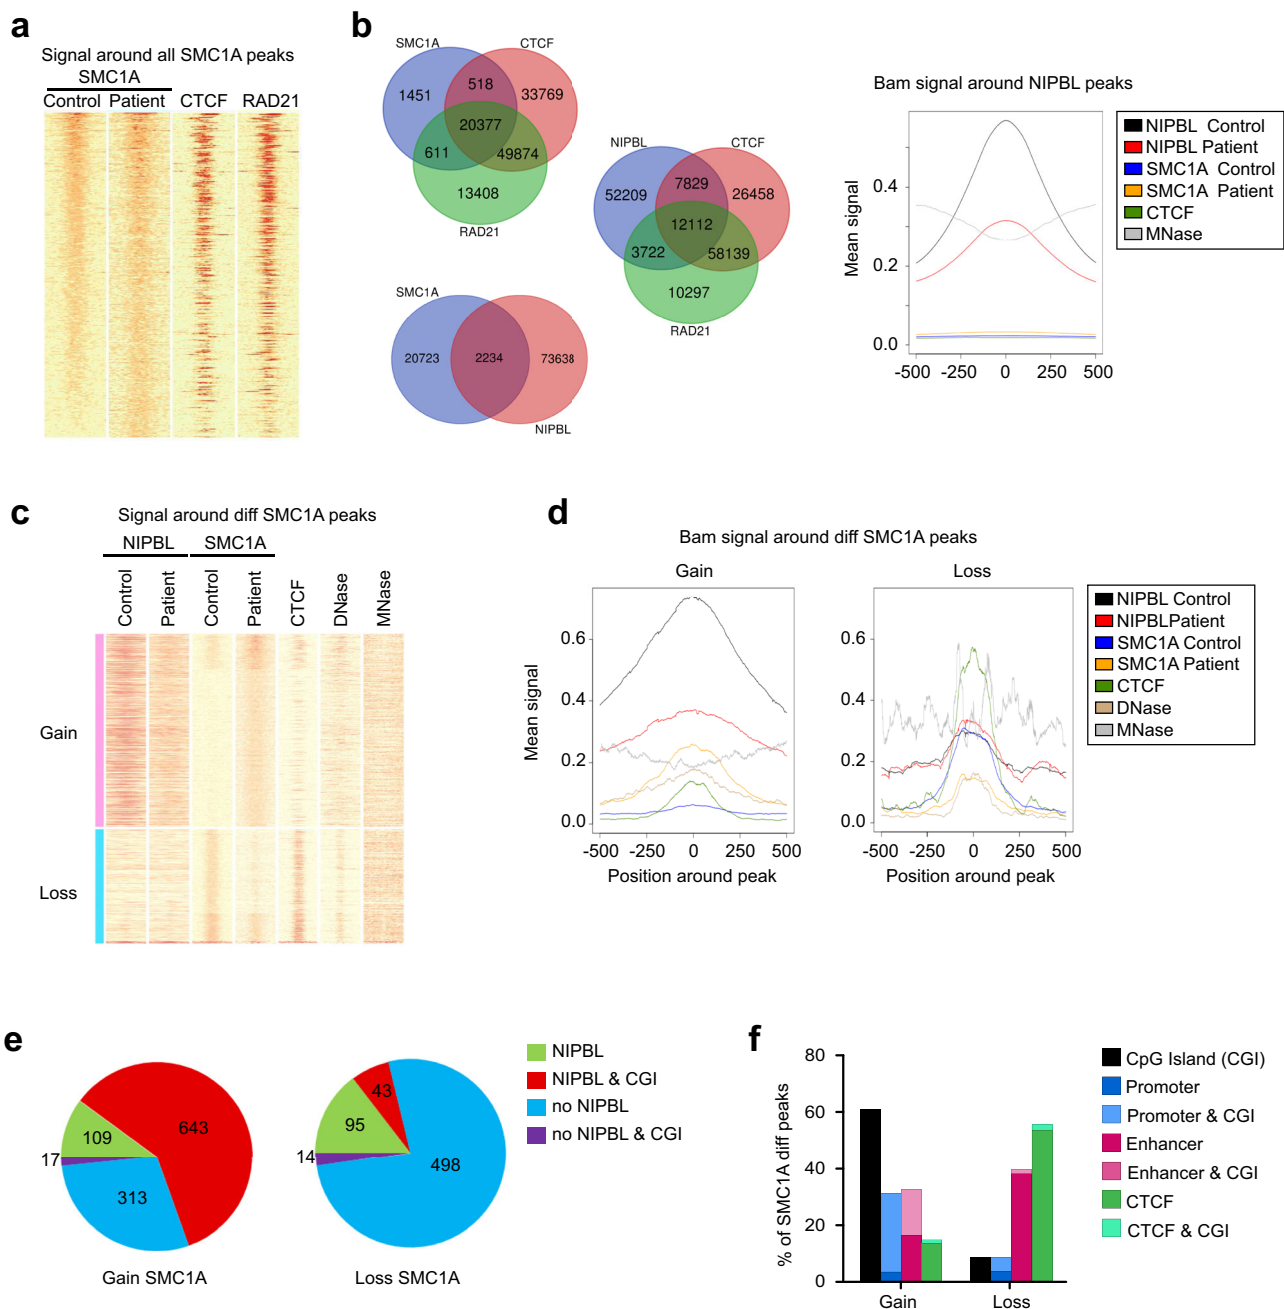 a
Signal around all SMC1A peaks
SMC1A
Control Patient CTCF RAD21
b
SMC1A
CTCF
1451
518
33769
20377
611
49874
13408
RAD21
NIPBL
CTCF
52209
7829
26458
12112
3722
58139
10297
RAD21
SMC1A
20723
2234
73638
NIPBL
Bam signal around NIPBL peaks
Mean signal
0.4
0.2
0.0
-500 -250 0 250 500
NIPBL Control
NIPBL Patient
SMC1A Control
SMC1A Patient
CTCF
MNase
c
Signal around diff SMC1A peaks
NIPBL SMC1A
Control
Patient
Control
Patient
CTCF
DNase
MNase
Gain
Loss
d
Bam signal around diff SMC1A peaks
Gain
Mean signal
0.6
0.4
0.2
0.0
-500 -250 0 250 500
Position around peak
Loss
0.6
0.4
0.2
0.0
-500 -250 0 250 500
Position around peak
NIPBL Control
NIPBLPatient
SMC1A Control
SMC1A Patient
CTCF
DNase
MNase
e
643
109
17
313
Gain SMC1A
43
95
14
498
Loss SMC1A
NIPBL
NIPBL & CGI
no NIPBL
no NIPBL & CGI
f
% of SMC1A diff peaks
80
60
40
20
0
Gain Loss
CpG Island (CGI)
Promoter
Promoter & CGI
Enhancer
Enhancer & CGI
CTCF
CTCF & CGI